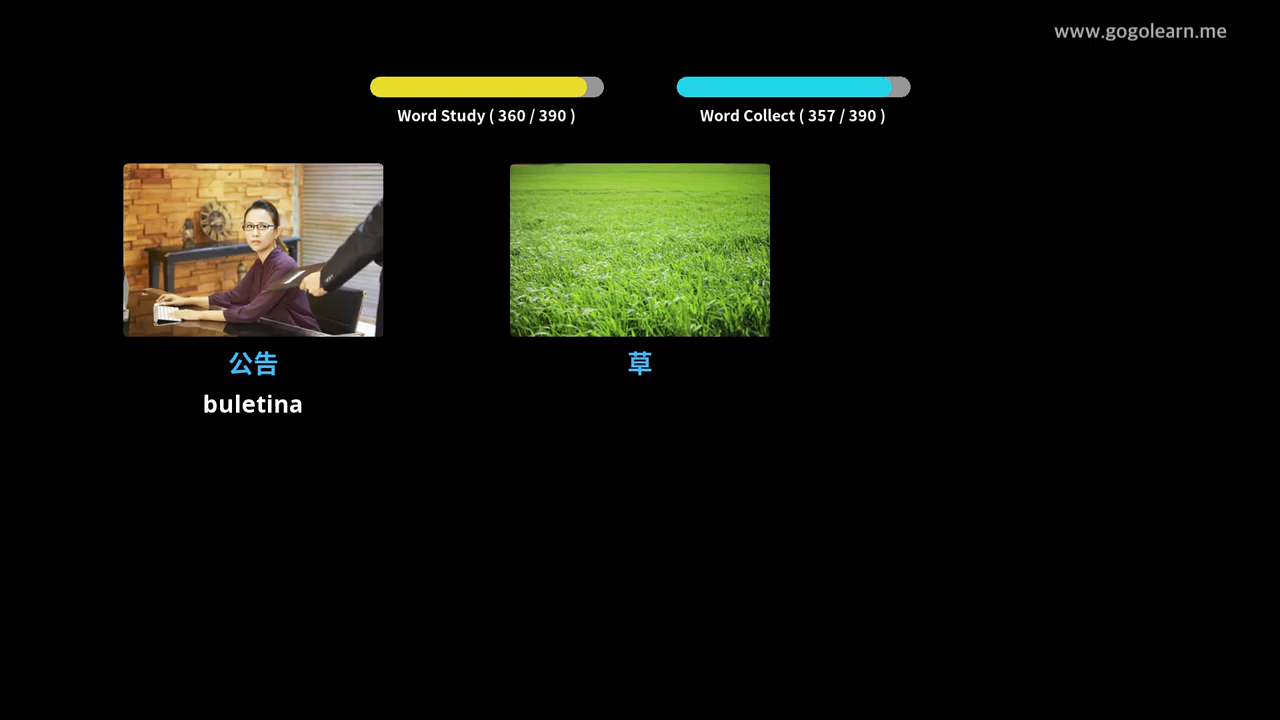 www.gogolearn.me
Word Study ( 360 / 390 )
Word Collect ( 357 / 390 )
公告
草
buletina